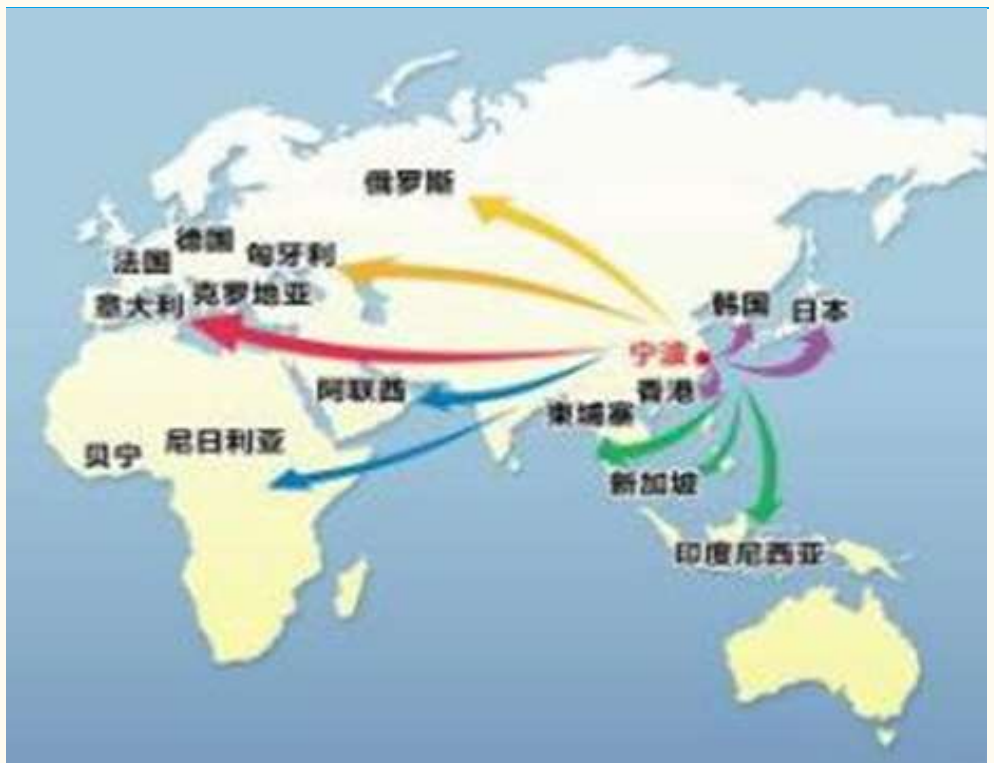 俄罗斯
德国
法国
匈牙利
意大利
克罗地亚
韩国
日本
宁波
阿联酋
香港
柬埔寨
尼日利亚
贝宁
新加坡
印度尼西亚